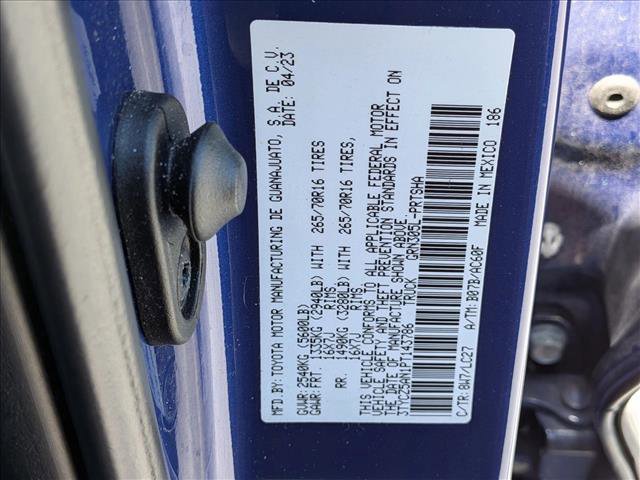 MFD.BY: TOYOTA MOTOR MANUFACTURING DE GUANAJUATO, S.A. DE C.V.
04/23
GVWR: 2540KG (5600LB)
GAWR: FRT. 1335KG (2940LB) WITH 265/70R16 TIRES
16X7J RIMS,
RR. 1490KG (3280LB) WITH 265/70R16 TIRES,
16X7J RIMS,
THIS VEHICLE CONFORMS TO ALL APPLICABLE FEDERAL MOTOR
VEHICLE SAFETY AND THEFT PREVENTION STANDARDS IN EFFECT ON
THE DATE OF MANUFACTURE SHOWN ABOVE.
3TYCZ5AN1PT143786 TRUCK GRN305L-PRTSHA
C/TR: 8W7/LC27 A/TM: B07B/AC60F MADE IN MEXICO 186